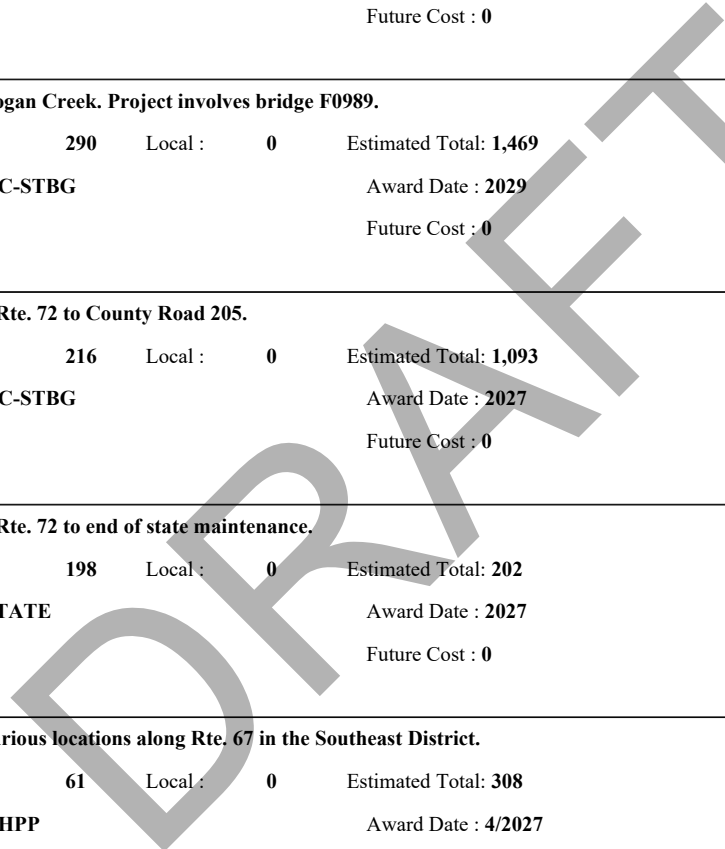 Future Cost : 0
ogan Creek. Project involves bridge F0989.
290 Local : 0 Estimated Total: 1,469
C-STBG Award Date : 2029
Future Cost : 0
Rte. 72 to County Road 205.
216 Local : 0 Estimated Total: 1,093
C-STBG Award Date : 2027
Future Cost : 0
Rte. 72 to end of state maintenance.
198 Local : 0 Estimated Total: 202
TATE Award Date : 2027
Future Cost : 0
arious locations along Rte. 67 in the Southeast District.
61 Local : 0 Estimated Total: 308
HPP Award Date : 4/2027
DRAFT